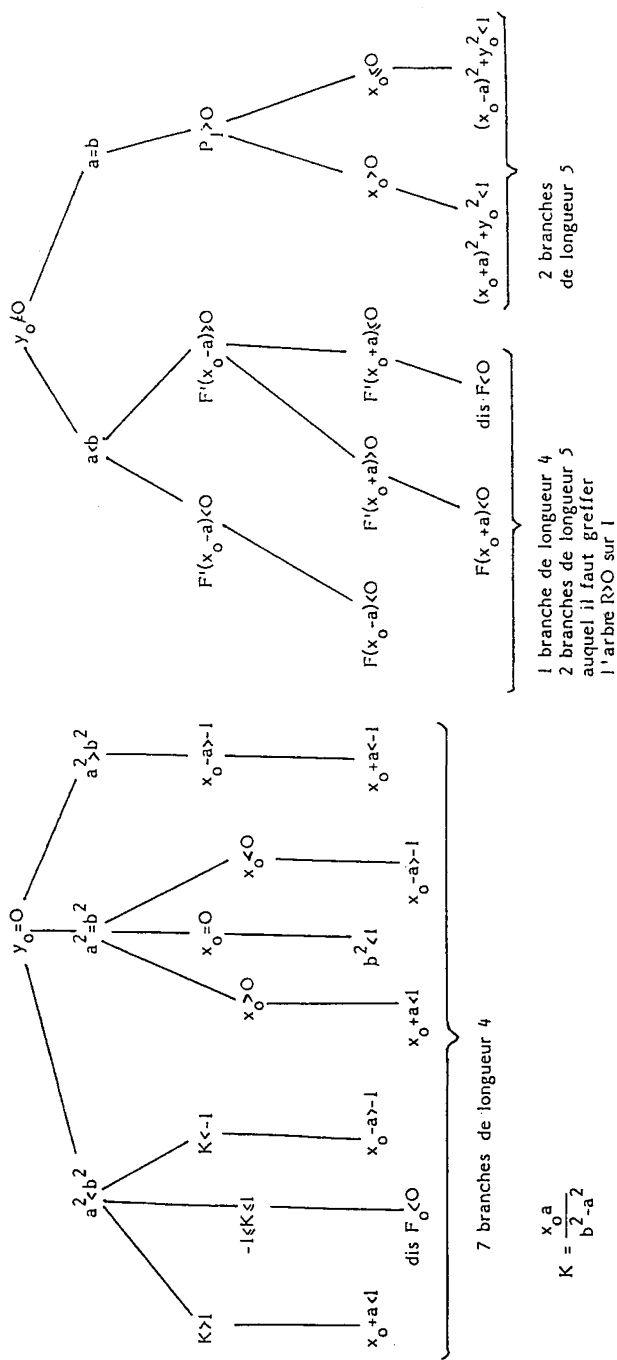 y₀=0
a²<b² a²=b² a²>b²
K>1 K<-1 x₀=0 x₀-a>-1
-1⩽K⩽1 x₀>0 x₀<0
x₀+a<1 x₀-a>-1 b²<1 x₀+a<-1
dis F₀<0 x₀+a<1 x₀-a>-1
7 branches de longueur 4
K = x₀a / b²-a²
y₀≠0
a<b a=b
F'(x₀-a)<0 F'(x₀-a)⩾0 P₁>0
F(x₀-a)<0 F'(x₀+a)>0 F'(x₀+a)⩽0 x₀>0 x₀⩽0
F(x₀+a)<0 dis F<0 (x₀+a)²+y₀²<1 (x₀-a)²+y₀²<1
1 branche de longueur 4
2 branches de longueur 5
auquel il faut greffer
l'arbre R>0 sur I
2 branches
de longueur 5